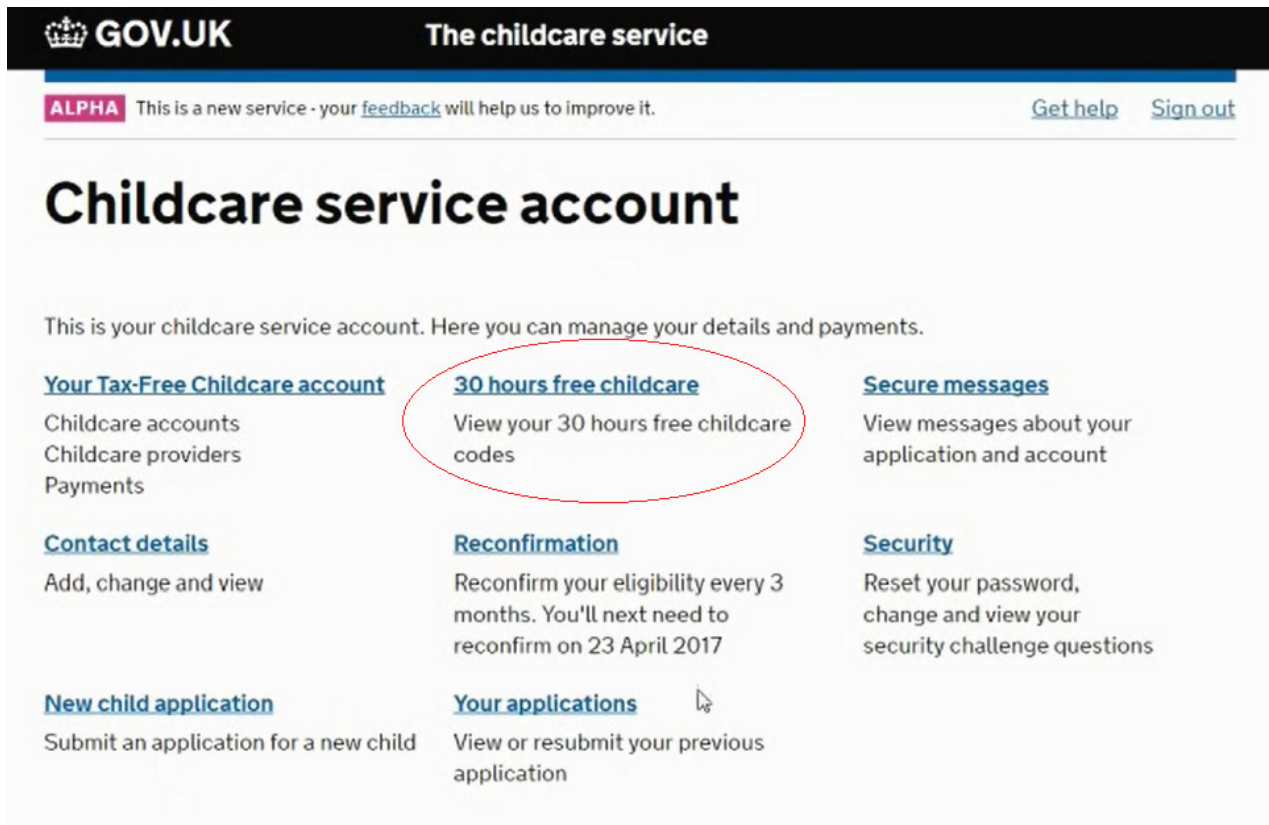 GOV.UK The childcare service
ALPHA This is a new service - your feedback will help us to improve it. Get help Sign out
Childcare service account
This is your childcare service account. Here you can manage your details and payments.
Your Tax-Free Childcare account
Childcare accounts
Childcare providers
Payments
30 hours free childcare
View your 30 hours free childcare
codes
Secure messages
View messages about your
application and account
Contact details
Add, change and view
Reconfirmation
Reconfirm your eligibility every 3
months. You'll next need to
reconfirm on 23 April 2017
Security
Reset your password,
change and view your
security challenge questions
New child application
Submit an application for a new child
Your applications
View or resubmit your previous
application